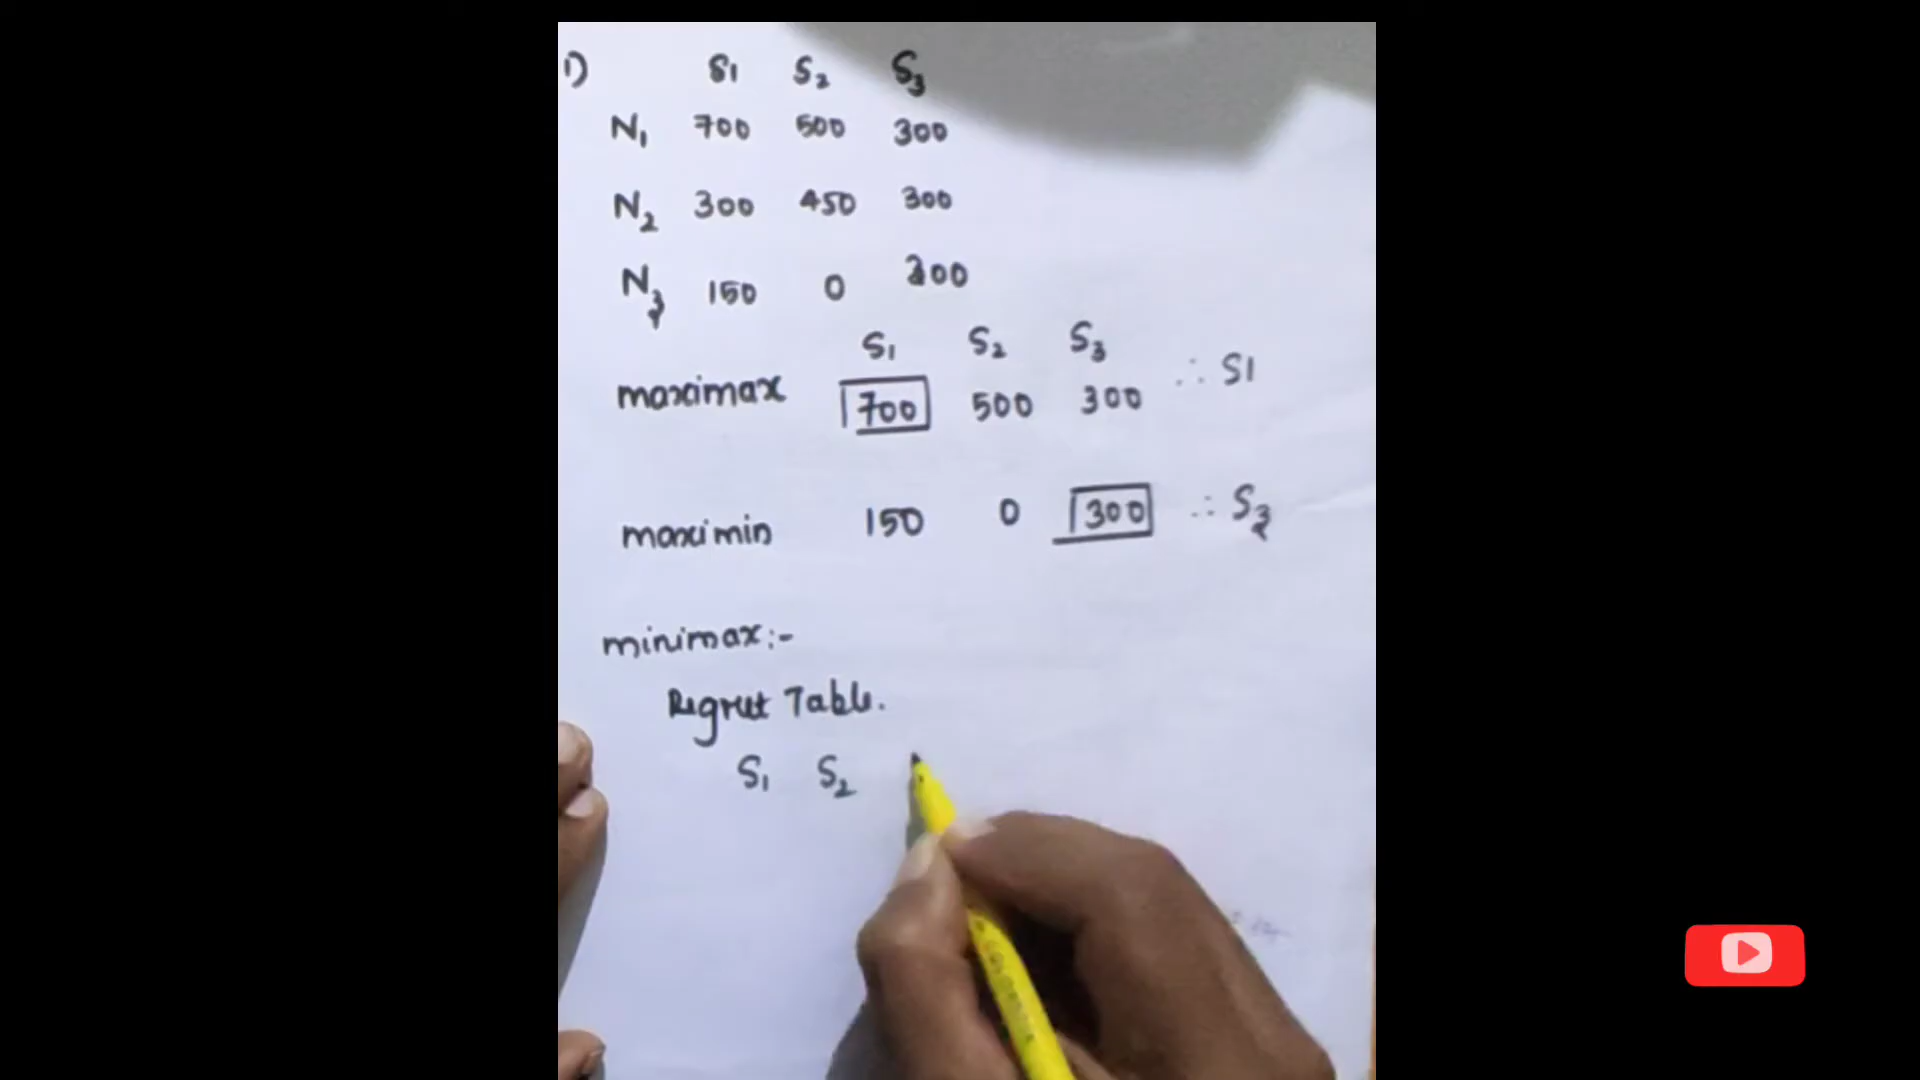 1) S1 S2 S3
N1 700 500 300
N2 300 450 300
N3 150 0 300
S1 S2 S3
maximax 700 500 300 ∴ S1
maximin 150 0 300 ∴ S3
minimax:-
Regret Table.
S1 S2